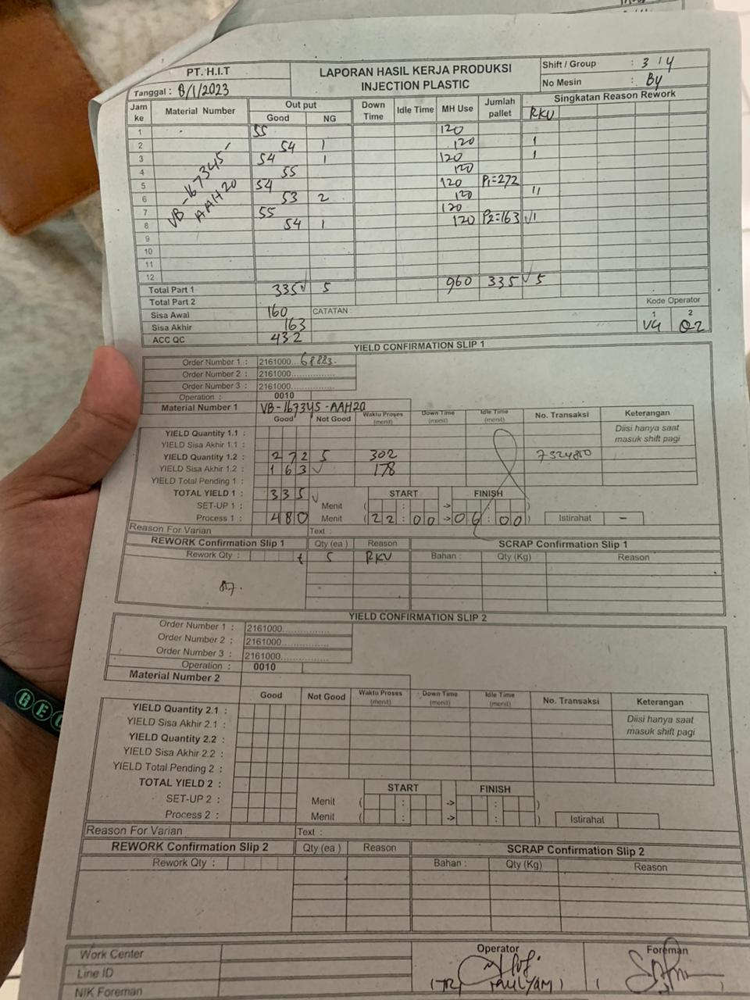 PT. H.I.T
LAPORAN HASIL KERJA PRODUKSI
INJECTION PLASTIC
Shift / Group : 3 / 4
No Mesin : By
Tanggal : 8/1/2023
Jam ke Material Number Out put Down Time Idle Time MH Use Jumlah pallet Singkatan Reason Rework
Good NG RKU
VB-167345-
AAH20
1 55 120
2 54 1 120 1
3 54 1 120 1
4 55 120
5 54 120 P1=272
6 53 2 120 11
7 55 120
8 54 1 120 P2=163 √ 1
9
10
11
12
Total Part 1 335√ 5 960 335√ 5
Total Part 2
Kode Operator
Sisa Awal 160 CATATAN : 1 2
Sisa Akhir 163 V4 Q2
ACC QC 432
YIELD CONFIRMATION SLIP 1
Order Number 1 : 2161000 68883.
Order Number 2 : 2161000...............
Order Number 3 : 2161000...............
Operation : 0010
Material Number 1 VB-167345-AAH20
Good Not Good Waktu Proses (menit) Down Time (menit) Idle Time (menit) No. Transaksi Keterangan
YIELD Quantity 1.1 : Diisi hanya saat
YIELD Sisa Akhir 1.1 : masuk shift pagi
YIELD Quantity 1.2 : 272 5 302
YIELD Sisa Akhir 1.2 : 163 √ 178
YIELD Total Pending 1 :
TOTAL YIELD 1 : 335 √ START FINISH
SET-UP 1 : Menit ( : -> : )
Process 1 : 480 Menit ( 22:00 -> 06:00 ) Istirahat -
Reason For Varian Text :
REWORK Confirmation Slip 1 Qty (ea) Reason SCRAP Confirmation Slip 1
Rework Qty : 5 RKU Bahan : Qty (Kg) Reason
YIELD CONFIRMATION SLIP 2
Order Number 1 : 2161000...............
Order Number 2 : 2161000...............
Order Number 3 : 2161000...............
Operation : 0010
Material Number 2
Good Not Good Waktu Proses (menit) Down Time (menit) Idle Time (menit) No. Transaksi Keterangan
YIELD Quantity 2.1 : Diisi hanya saat
YIELD Sisa Akhir 2.1 : masuk shift pagi
YIELD Quantity 2.2 :
YIELD Sisa Akhir 2.2 :
YIELD Total Pending 2 :
TOTAL YIELD 2 : START FINISH
SET-UP 2 : Menit ( : -> : )
Process 2 : Menit ( : -> : ) Istirahat
Reason For Varian Text :
REWORK Confirmation Slip 2 Qty (ea) Reason SCRAP Confirmation Slip 2
Rework Qty : Bahan : Qty (Kg) Reason
Work Center Operator Foreman
Line ID
NIK Foreman